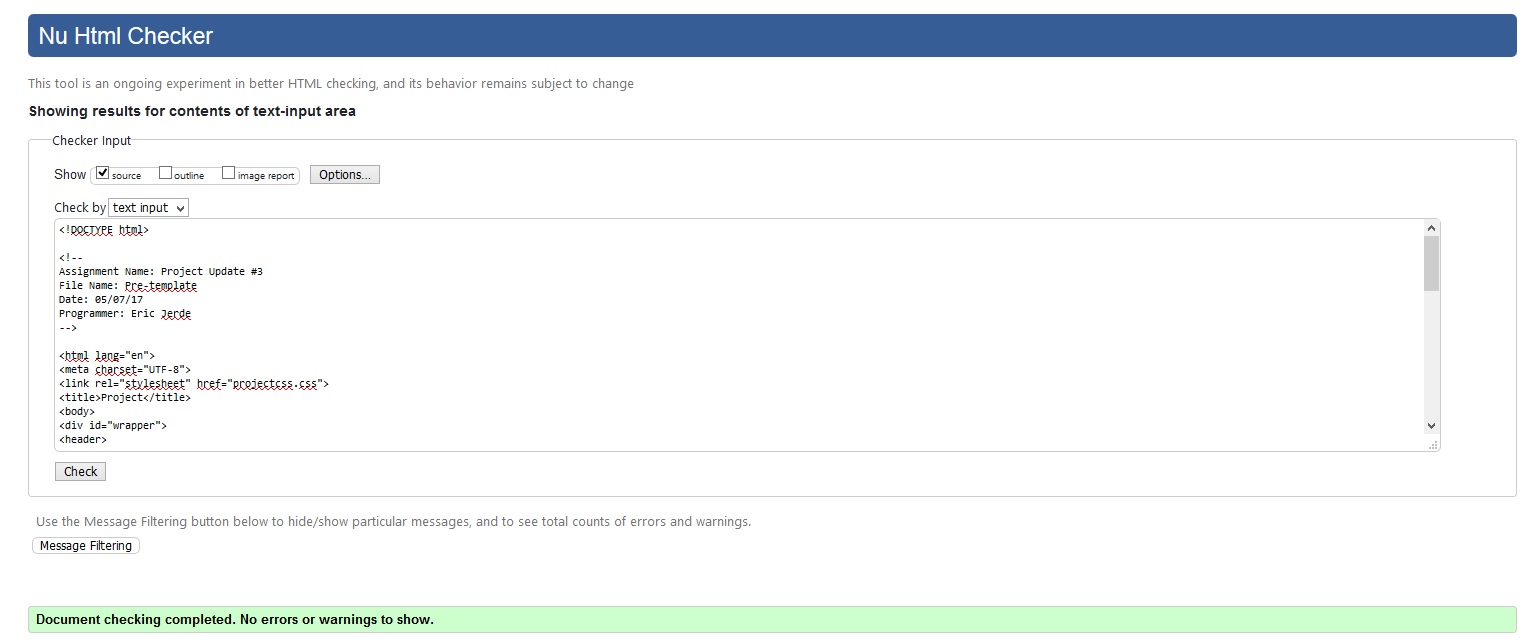 Nu Html Checker
This tool is an ongoing experiment in better HTML checking, and its behavior remains subject to change
Showing results for contents of text-input area
Checker Input
Show source outline image report Options...
Check by text input
<!DOCTYPE html>
<!--
Assignment Name: Project Update #3
File Name: Pre-template
Date: 05/07/17
Programmer: Eric Jerde
-->
<html lang="en">
<meta charset="UTF-8">
<link rel="stylesheet" href="projectcss.css">
<title>Project</title>
<body>
<div id="wrapper">
<header>
Check
Use the Message Filtering button below to hide/show particular messages, and to see total counts of errors and warnings.
Message Filtering
Document checking completed. No errors or warnings to show.